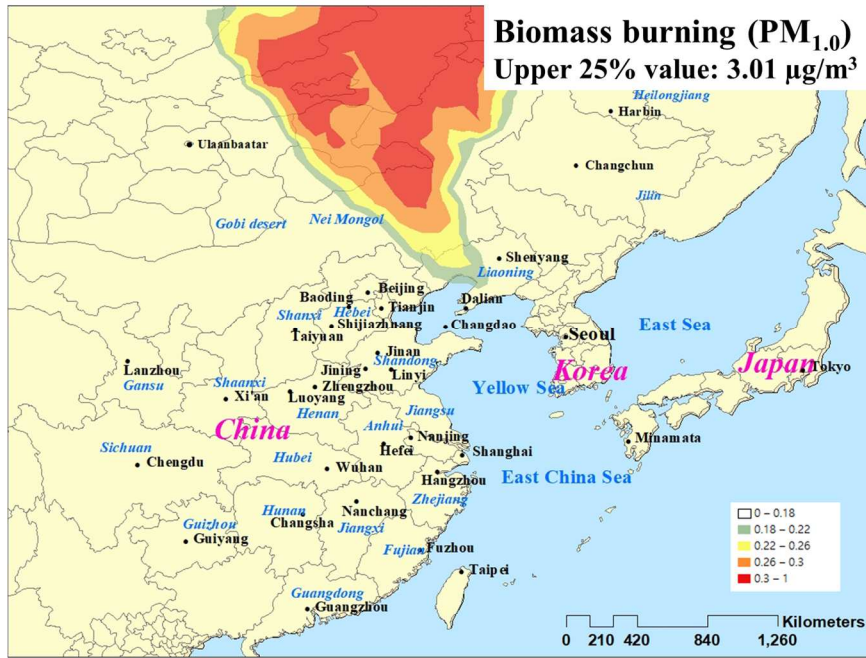 Biomass burning (PM1.0)
Upper 25% value: 3.01 µg/m3
Heilongjiang
Harbin
Ulaanbaatar
Changchun
Jilin
Gobi desert
Nei Mongol
Shenyang
Liaoning
Beijing
Baoding
Tianjin
Hebei
Dalian
Shanxi
Shijiazhuang
Changdao
Taiyuan
Seoul
East Sea
Jinan
Shandong
Lanzhou
Gansu
Jining
Linyi
Korea
Japan
Tokyo
Shaanxi
Zhengzhou
Xi'an
Luoyang
Yellow Sea
Henan
Jiangsu
China
Anhui
Nanjing
Minamata
Sichuan
Hefei
Shanghai
Chengdu
Hubei
Wuhan
Hangzhou
East China Sea
Zhejiang
Hunan
Nanchang
Guizhou
Changsha
Jiangxi
Guiyang
Fujian
Fuzhou
Taipei
Guangdong
Guangzhou
0 – 0.18
0.18 – 0.22
0.22 – 0.26
0.26 – 0.3
0.3 – 1
Kilometers
0 210 420 840 1,260